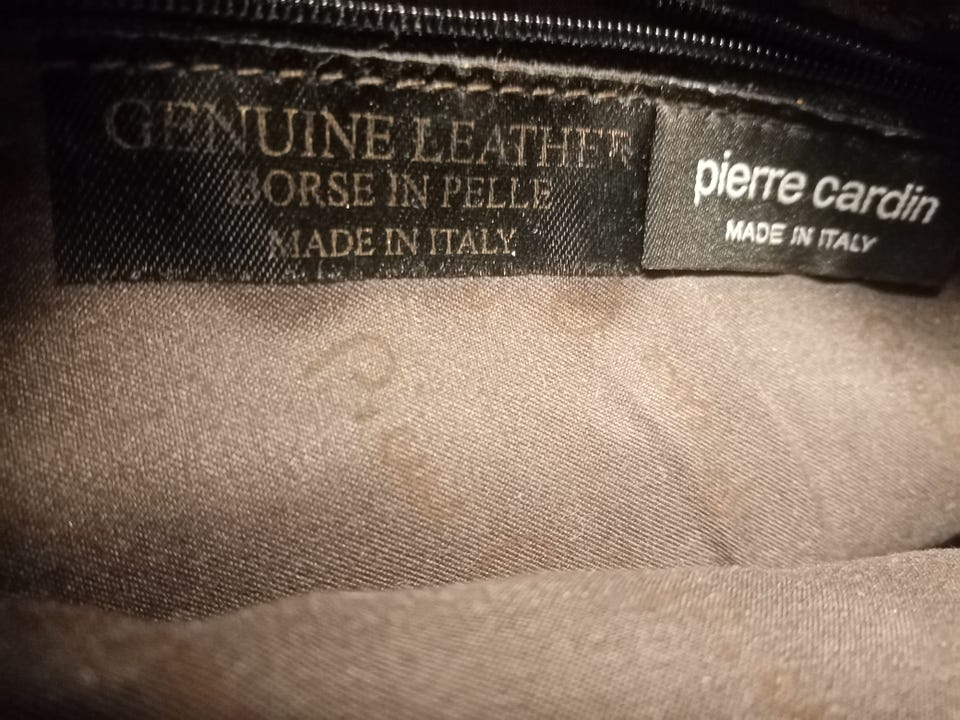 GENUINE LEATHER
BORSE IN PELLE
MADE IN ITALY
pierre cardin
MADE IN ITALY